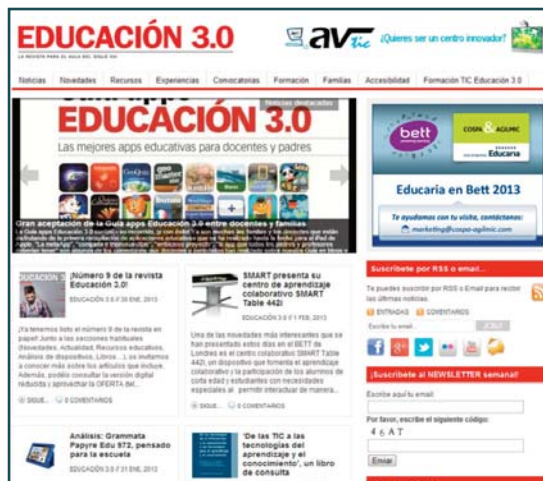 EDUCACIÓN 3.0
LA REVISTA PARA EL AULA DEL SIGLO XXI
av tic ¿Quieres ser un centro innovador?
Noticias Novedades Recursos Experiencias Convocatorias Formación Familias Accesibilidad Formación TIC Educación 3.0
Noticias destacadas
Guía apps
EDUCACIÓN 3.0
Las mejores apps educativas para docentes y padres
Gran aceptación de la Guía apps Educación 3.0 entre docentes y familias
¡Número 9 de la revista
Educación 3.0!
EDUCACIÓN 3.0 // 30 ENE, 2013
¡Ya tenemos listo el número 9 de la revista en
papel! Junto a las secciones habituales
(Novedades, Actualidad, Recursos educativos,
Análisis de dispositivos, Libros ...), os invitamos
a conocer más sobre los artículos que incluye.
Además, podéis consultar la versión digital
reducida y aprovechar la OFERTA del...
SIGUE... 0 COMENTARIOS
SMART presenta su
centro de aprendizaje
colaborativo SMART
Table 442i
EDUCACIÓN 3.0 // 1 FEB, 2013
Una de las novedades más interesantes que se
han presentado estos días en el BETT de
Londres es el centro colaborativo SMART Table
442i, un dispositivo que fomenta el aprendizaje
colaborativo y la participación de los alumnos de
corta edad y estudiantes con necesidades
especiales al permitir interactuar de manera...
SIGUE... 0 COMENTARIOS
Análisis: Grammata
Papyre Edu 972, pensado
para la escuela
EDUCACIÓN 3.0 // 31 ENE, 2013
'De las TIC a las
tecnologías del
aprendizaje y el
conocimiento', un libro
de consulta
bett
COSPA & AGILMIC
Educaria
Educaria en Bett 2013
Te ayudamos con tu visita, contáctanos:
marketing@cospa-agilmic.com
Suscríbete por RSS o email...
Te puedes suscribir por RSS o Email para recibir
las últimas noticias.
ENTRADAS COMENTARIOS
Escribe tu email...
¡Suscríbete al NEWSLETTER semanal!
Escribe aquí tu email:
Por favor, escribe el siguiente código:
4 6 A T
Enviar